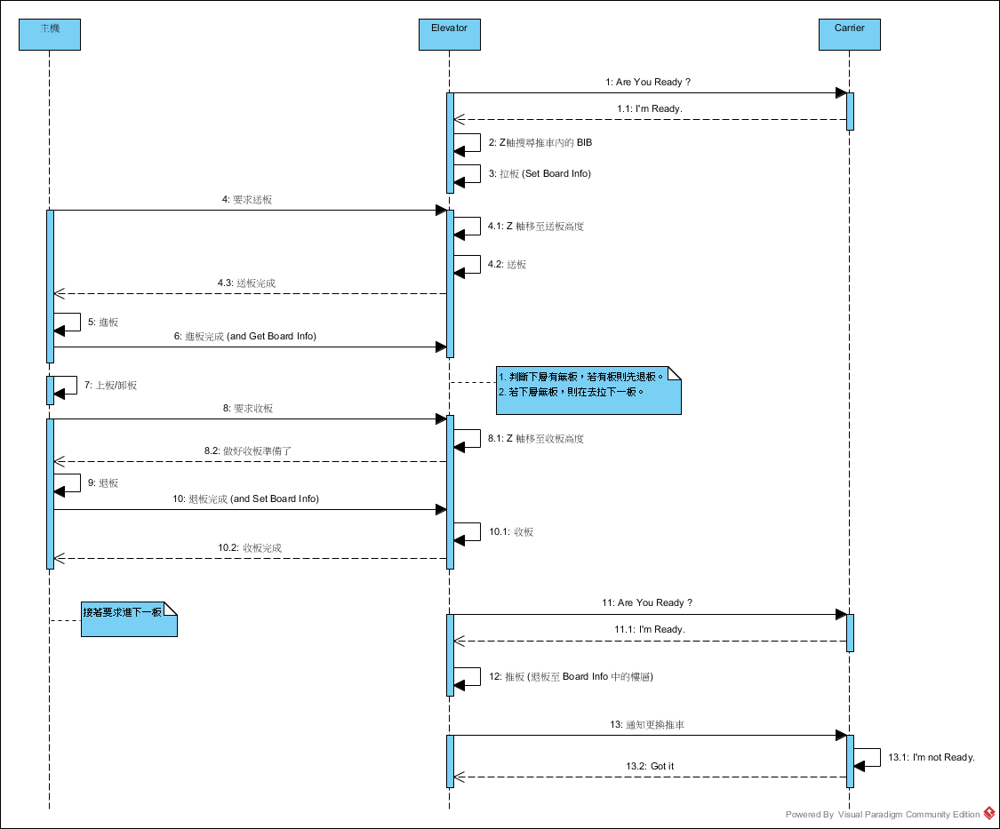 主機
Elevator
Carrier
1: Are You Ready ?
1.1: I'm Ready.
2: Z軸搜尋推車內的 BIB
3: 拉板 (Set Board Info)
4: 要求送板
4.1: Z 軸移至送板高度
4.2: 送板
4.3: 送板完成
5: 進板
6: 進板完成 (and Get Board Info)
1. 判斷下層有無板，若有板則先退板。
2. 若下層無板，則在去拉下一板。
7: 上板/卸板
8: 要求收板
8.1: Z 軸移至收板高度
8.2: 做好收板準備了
9: 退板
10: 退板完成 (and Set Board Info)
10.1: 收板
10.2: 收板完成
接著要求進下一板
11: Are You Ready ?
11.1: I'm Ready.
12: 推板 (退板至 Board Info 中的樓層)
13: 通知更換推車
13.1: I'm not Ready.
13.2: Got it
Powered By Visual Paradigm Community Edition